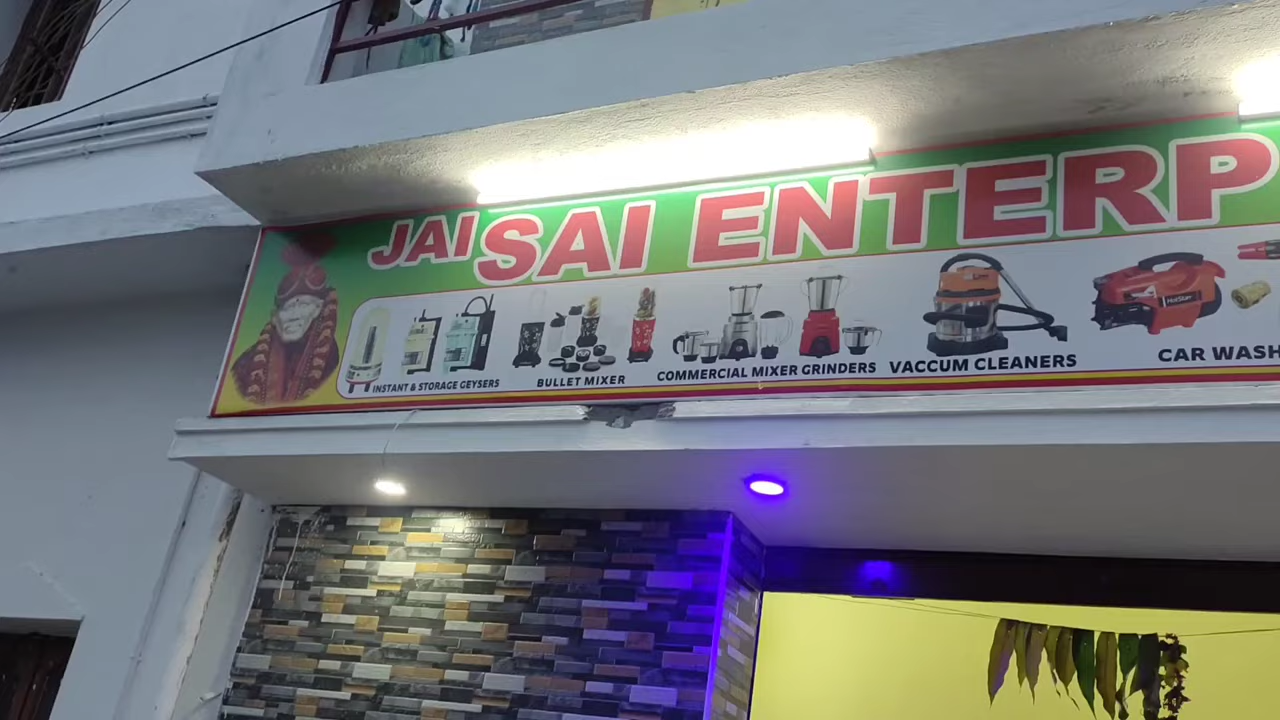 JAI SAI ENTERP
INSTANT & STORAGE GEYSERS
BULLET MIXER
COMMERCIAL MIXER GRINDERS
VACCUM CLEANERS
CAR WASH